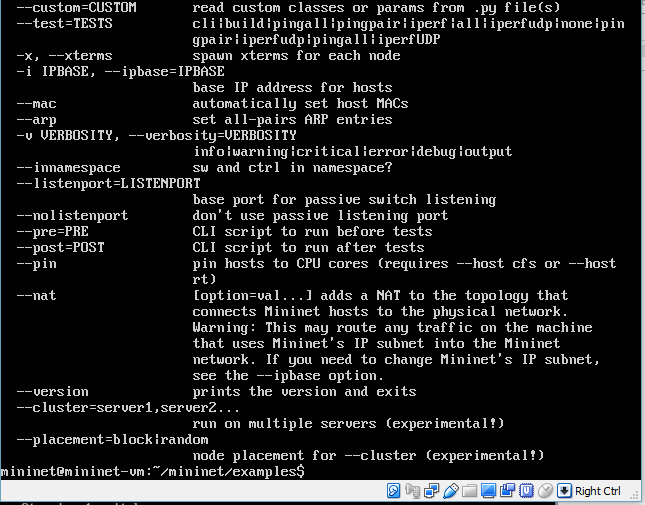 --custom=CUSTOM read custom classes or params from .py file(s)
--test=TESTS cli|build|pingall|pingpair|iperf|all|iperfudp|none|pin
gpair|iperfudp|pingall|iperfUDP
-x, --xterms spawn xterms for each node
-i IPBASE, --ipbase=IPBASE
base IP address for hosts
--mac automatically set host MACs
--arp set all-pairs ARP entries
-v VERBOSITY, --verbosity=VERBOSITY
info|warning|critical|error|debug|output
--innamespace sw and ctrl in namespace?
--listenport=LISTENPORT
base port for passive switch listening
--nolistenport don't use passive listening port
--pre=PRE CLI script to run before tests
--post=POST CLI script to run after tests
--pin pin hosts to CPU cores (requires --host cfs or --host
rt)
--nat [option=val...] adds a NAT to the topology that
connects Mininet hosts to the physical network.
Warning: This may route any traffic on the machine
that uses Mininet's IP subnet into the Mininet
network. If you need to change Mininet's IP subnet,
see the --ipbase option.
--version prints the version and exits
--cluster=server1,server2...
run on multiple servers (experimental!)
--placement=block|random
node placement for --cluster (experimental!)
mininet@mininet-vm:~/mininet/examples$
Right Ctrl